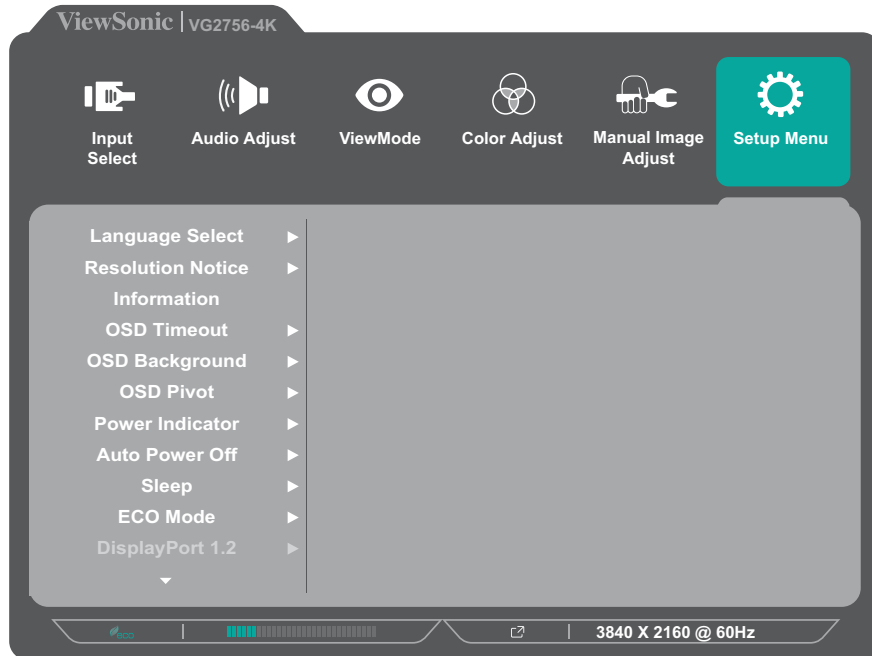 ViewSonic VG2756-4K
Input Select
Audio Adjust
ViewMode
Color Adjust
Manual Image Adjust
Setup Menu
Language Select
Resolution Notice
Information
OSD Timeout
OSD Background
OSD Pivot
Power Indicator
Auto Power Off
Sleep
ECO Mode
DisplayPort 1.2
eco
3840 X 2160 @ 60Hz